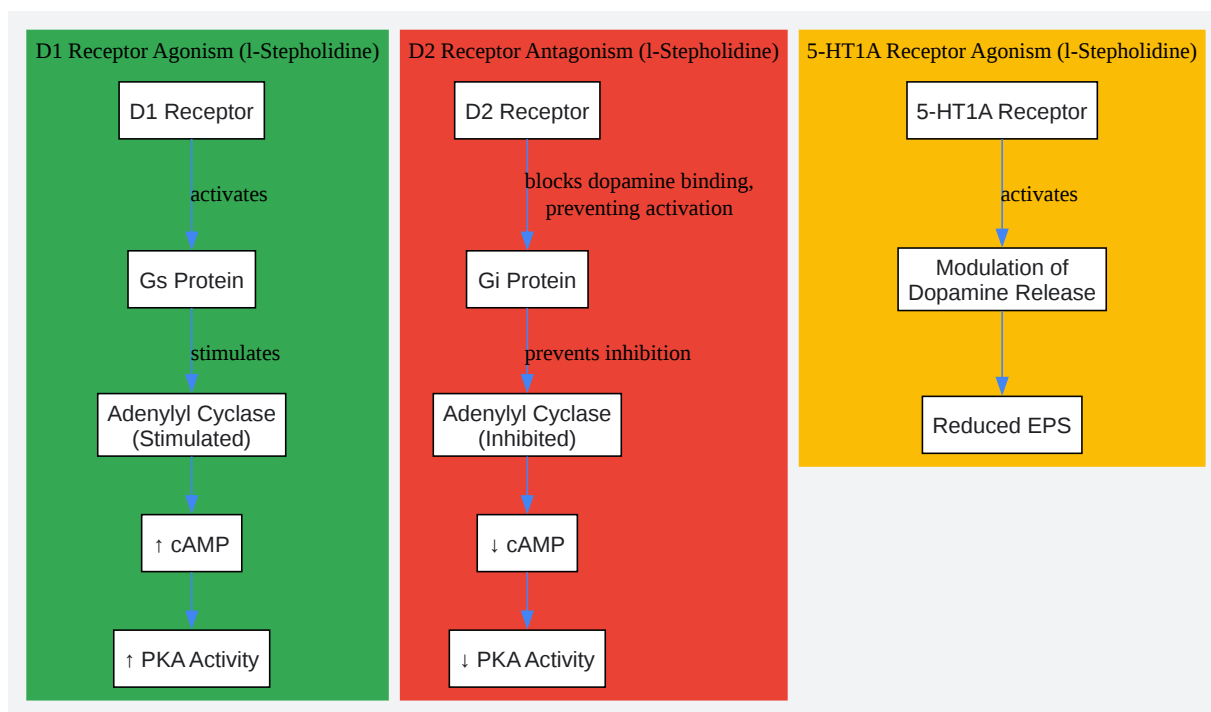 D1 Receptor Agonism (l-Stepholidine)
D1 Receptor
activates
Gs Protein
stimulates
Adenylyl Cyclase
(Stimulated)
↑ cAMP
↑ PKA Activity
D2 Receptor Antagonism (l-Stepholidine)
D2 Receptor
blocks dopamine binding,
preventing activation
Gi Protein
prevents inhibition
Adenylyl Cyclase
(Inhibited)
↓ cAMP
↓ PKA Activity
5-HT1A Receptor Agonism (l-Stepholidine)
5-HT1A Receptor
activates
Modulation of
Dopamine Release
Reduced EPS